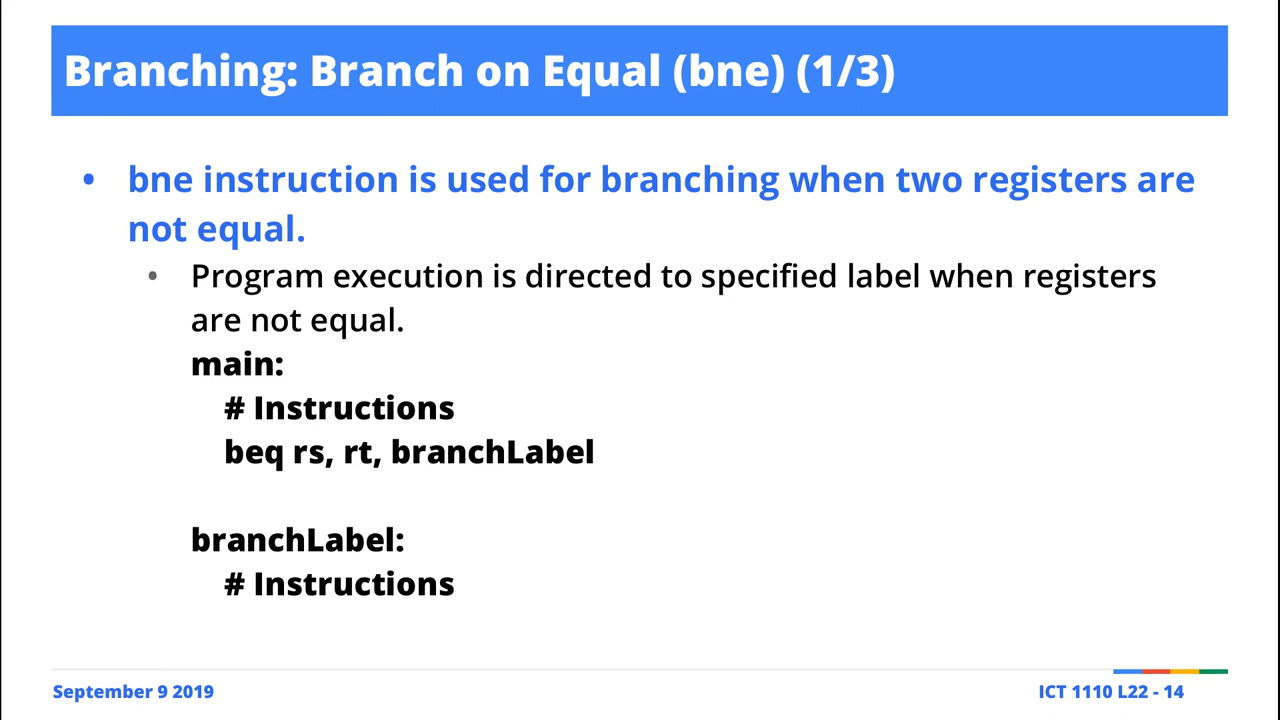 Branching: Branch on Equal (bne) (1/3)
• bne instruction is used for branching when two registers are
not equal.
• Program execution is directed to specified label when registers
are not equal.
main:
# Instructions
beq rs, rt, branchLabel
branchLabel:
# Instructions
September 9 2019
ICT 1110 L22 - 14